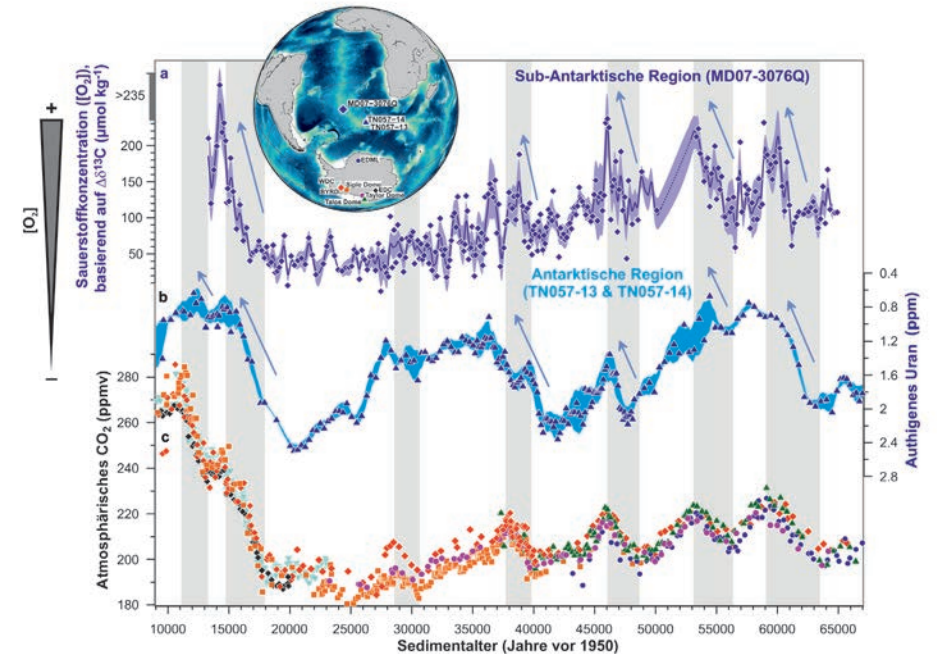 a
Sub-Antarktische Region (MD07-3076Q)
Sauerstoffkonzentration ([O2]),
basierend auf Δδ13C (µmol kg-1)
>235
200
150
100
50
+
[O2]
–
MD07-3076Q
TN057-14
TN057-13
EDML
WDC
Siple Dome
BYRD
EDC
Taylor Dome
Talos Dome
b
Antarktische Region
(TN057-13 & TN057-14)
0.4
0.8
1.2
1.6
2
2.4
2.8
Authigenes Uran (ppm)
c
Atmosphärisches CO2 (ppmv)
280
260
240
220
200
180
10000 15000 20000 25000 30000 35000 40000 45000 50000 55000 60000 65000
Sedimentalter (Jahre vor 1950)